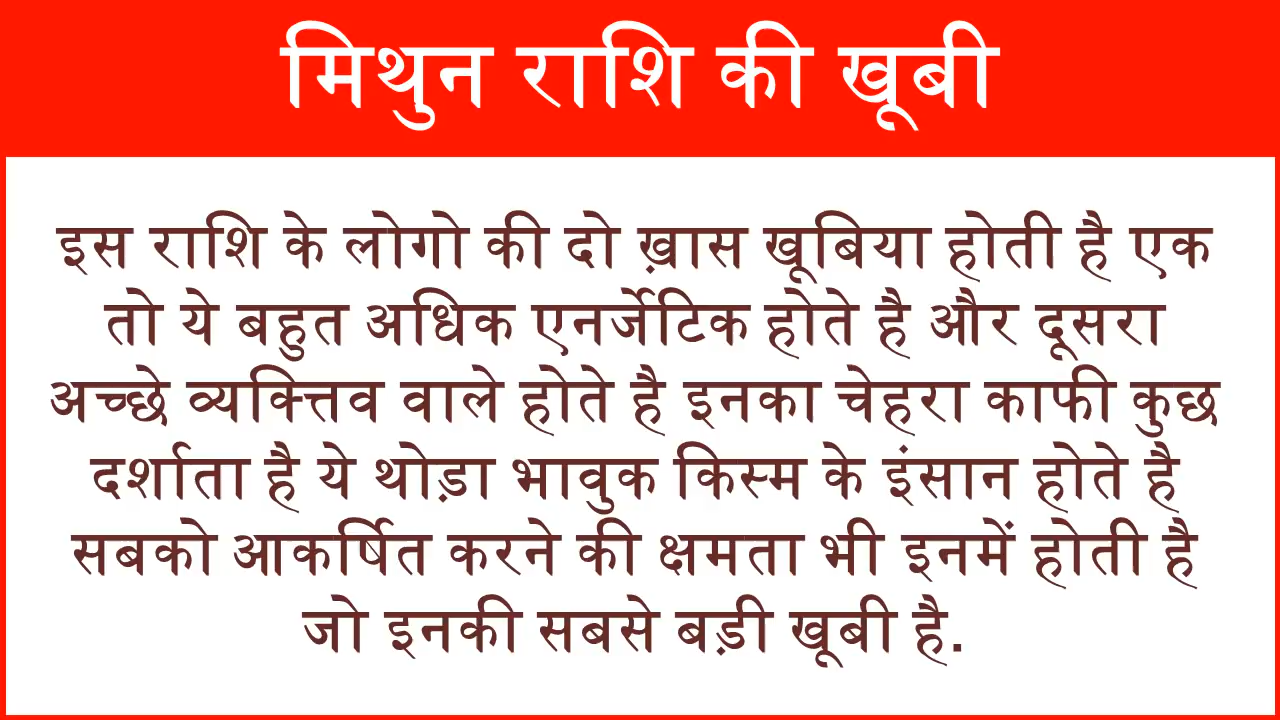 मिथुन राशि की खूबी
इस राशि के लोगो की दो ख़ास खूबिया होती है एक
तो ये बहुत अधिक एनर्जेटिक होते है और दूसरा
अच्छे व्यक्तित्तव वाले होते है इनका चेहरा काफी कुछ
दर्शाता है ये थोड़ा भावुक किस्म के इंसान होते है
सबको आकर्षित करने की क्षमता भी इनमें होती है
जो इनकी सबसे बड़ी खूबी है.